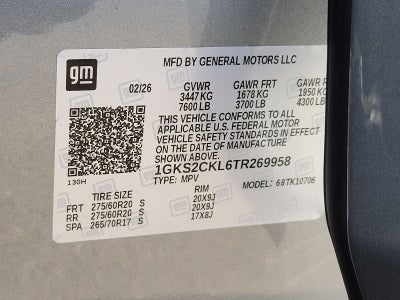 gm
MFD BY GENERAL MOTORS LLC
02/26 GVWR GAWR FRT GAWR
3447 KG 1678 KG 1950
7600 LB 3700 LB 4300 LB
THIS VEHICLE CONFORMS TO ALL
APPLICABLE U.S. FEDERAL MOTOR
VEHICLE SAFETY STANDARDS IN EFFECT
ON THE DATE OF MANUFACTURE
SHOWN ABOVE.
1GKS2CKL6TR269958
130H
TYPE: MPV MODEL: 68TK10706
TIRE SIZE RIM
FRT 275/60R20 S 20X9J
RR 275/60R20 S 20X9J
SPA 265/70R17 S 17X8J